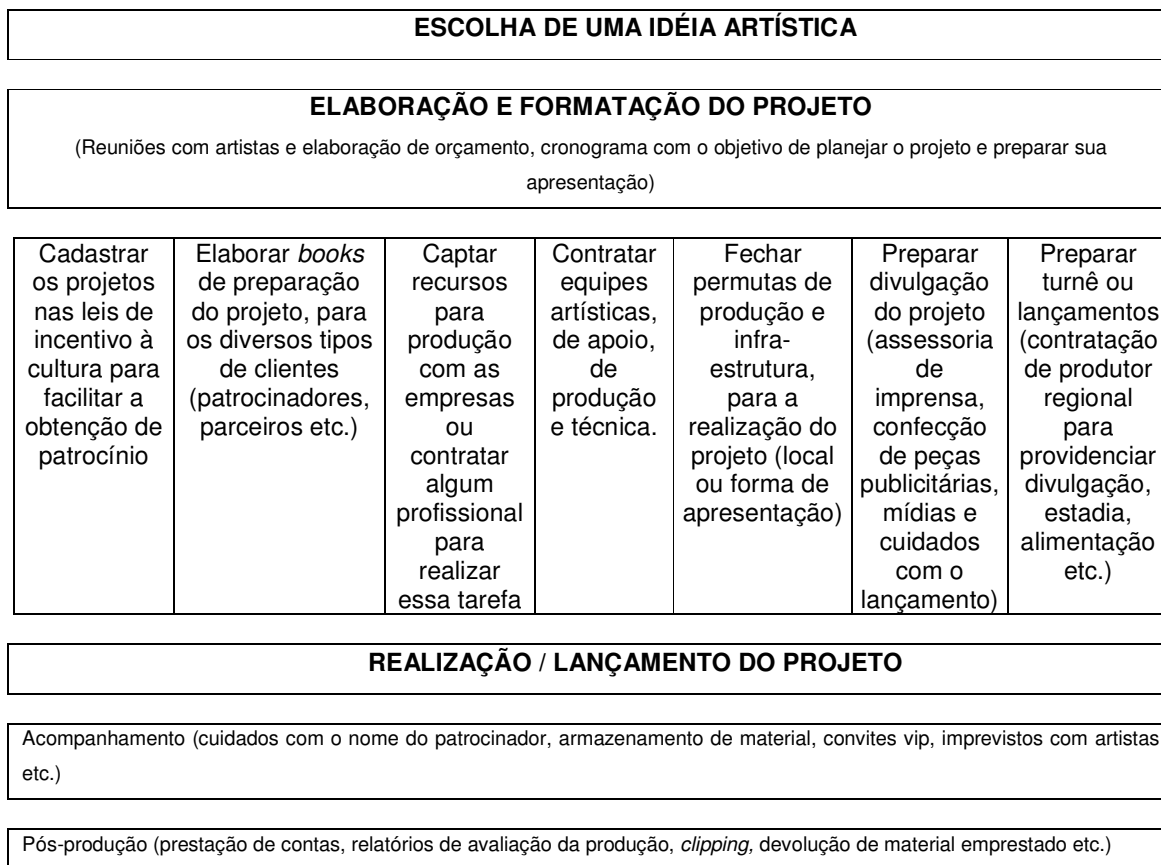 ESCOLHA DE UMA IDÉIA ARTÍSTICA
ELABORAÇÃO E FORMATAÇÃO DO PROJETO
(Reuniões com artistas e elaboração de orçamento, cronograma com o objetivo de planejar o projeto e preparar sua
apresentação)
Cadastrar
os projetos
nas leis de
incentivo à
cultura para
facilitar a
obtenção de
patrocínio
Elaborar books
de preparação
do projeto, para
os diversos tipos
de clientes
(patrocinadores,
parceiros etc.)
Captar
recursos
para
produção
com as
empresas
ou
contratar
algum
profissional
para
realizar
essa tarefa
Contratar
equipes
artísticas,
de apoio,
de
produção
e técnica.
Fechar
permutas de
produção e
infra-
estrutura,
para a
realização do
projeto (local
ou forma de
apresentação)
Preparar
divulgação
do projeto
(assessoria
de
imprensa,
confecção
de peças
publicitárias,
mídias e
cuidados
com o
lançamento)
Preparar
turnê ou
lançamentos
(contratação
de produtor
regional
para
providenciar
divulgação,
estadia,
alimentação
etc.)
REALIZAÇÃO / LANÇAMENTO DO PROJETO
Acompanhamento (cuidados com o nome do patrocinador, armazenamento de material, convites vip, imprevistos com artistas
etc.)
Pós-produção (prestação de contas, relatórios de avaliação da produção, clipping, devolução de material emprestado etc.)